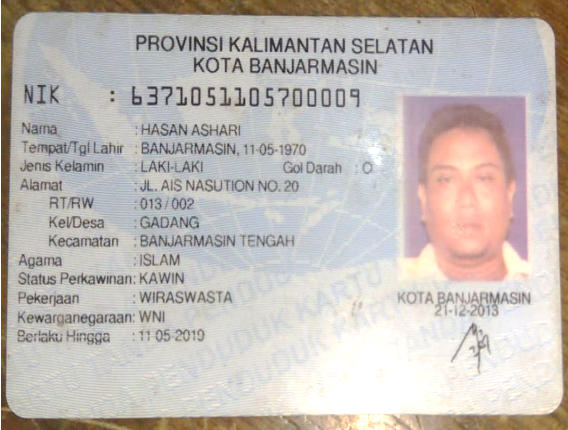 PROVINSI KALIMANTAN SELATAN
KOTA BANJARMASIN
NIK : 6371051105700009
Nama : HASAN ASHARI
Tempat/Tgl Lahir : BANJARMASIN, 11-05-1970
Jenis Kelamin : LAKI-LAKI Gol Darah : O
Alamat : JL. AIS NASUTION NO. 20
RT/RW : 013 / 002
Kel/Desa : GADANG
Kecamatan : BANJARMASIN TENGAH
Agama : ISLAM
Status Perkawinan: KAWIN
Pekerjaan : WIRASWASTA
Kewarganegaraan: WNI
Berlaku Hingga : 11-05-2019
KOTA BANJARMASIN
21-12-2013